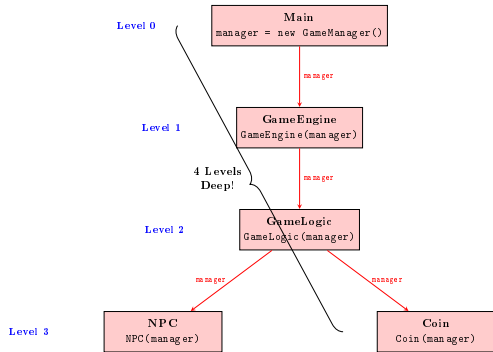 Level 0
Main
manager = new GameManager()
manager
Level 1
GameEngine
GameEngine(manager)
manager
4 Levels
Deep!
Level 2
GameLogic
GameLogic(manager)
manager
manager
Level 3
NPC
NPC(manager)
Coin
Coin(manager)